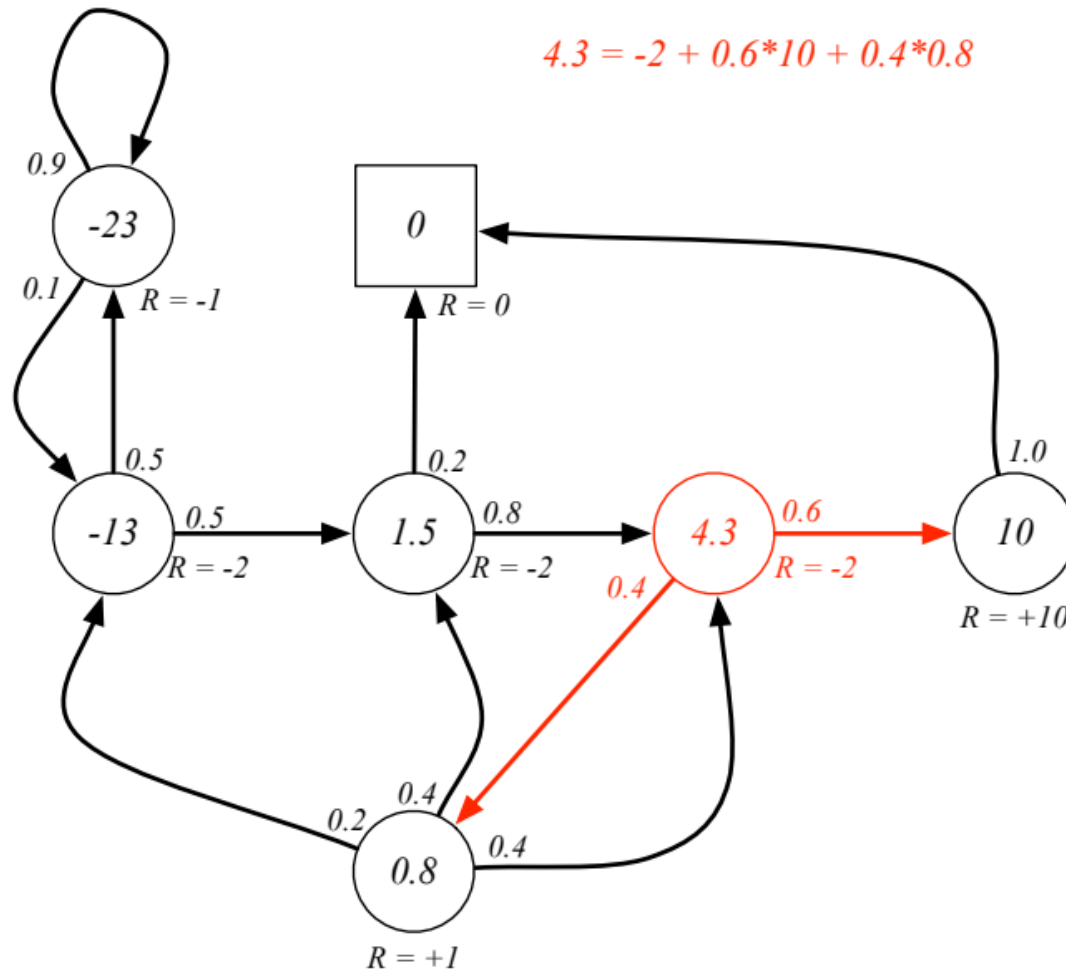 4.3 = -2 + 0.6*10 + 0.4*0.8
0.9
-23
0
0.1
R = -1
R = 0
0.5
0.2
1.0
-13
0.5
1.5
0.8
4.3
0.6
10
R = -2
R = -2
0.4
R = -2
R = +10
0.2
0.4
0.4
0.8
R = +1